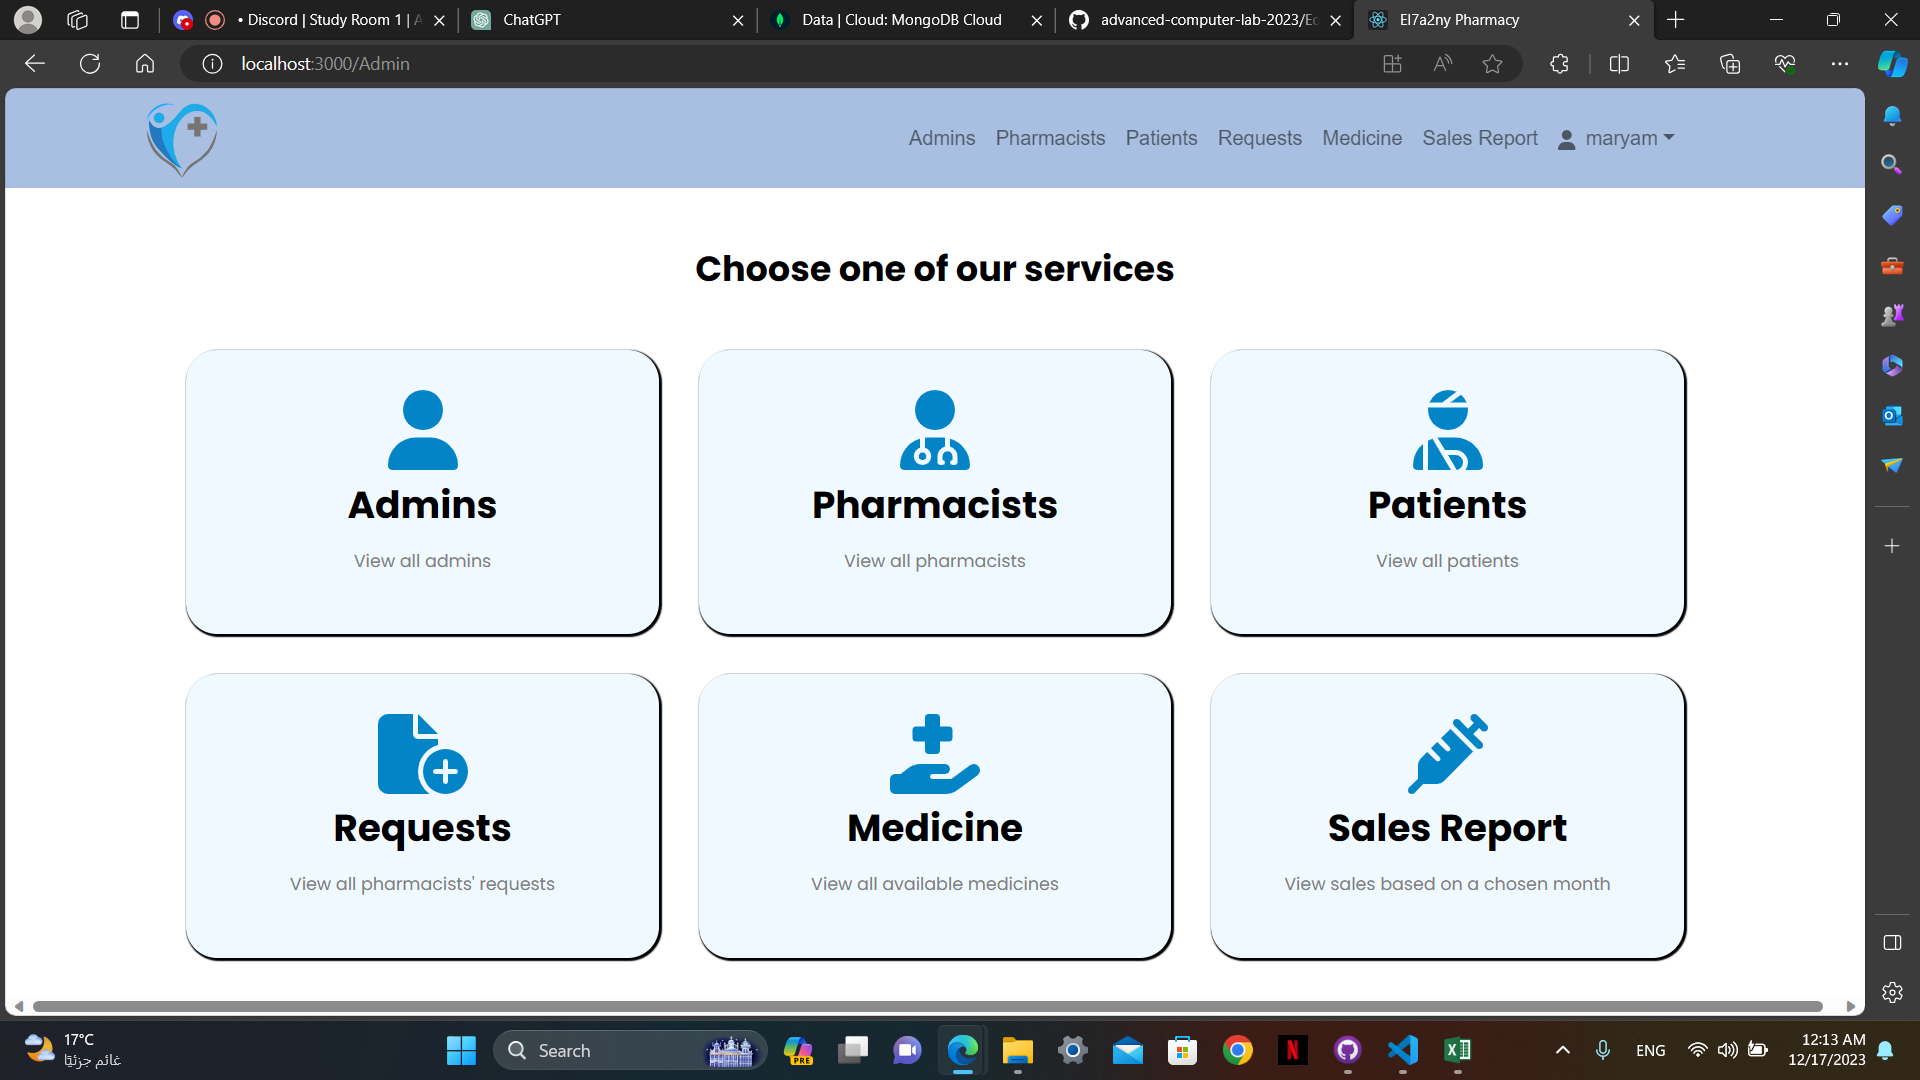 • Discord | Study Room 1 | A
ChatGPT
Data | Cloud: MongoDB Cloud
advanced-computer-lab-2023/Ed
El7a2ny Pharmacy
localhost:3000/Admin
Admins
Pharmacists
Patients
Requests
Medicine
Sales Report
maryam
Choose one of our services
Admins
View all admins
Pharmacists
View all pharmacists
Patients
View all patients
Requests
View all pharmacists' requests
Medicine
View all available medicines
Sales Report
View sales based on a chosen month
17°C
غائم جزئيًا
Search
PRE
ENG
12:13 AM
12/17/2023